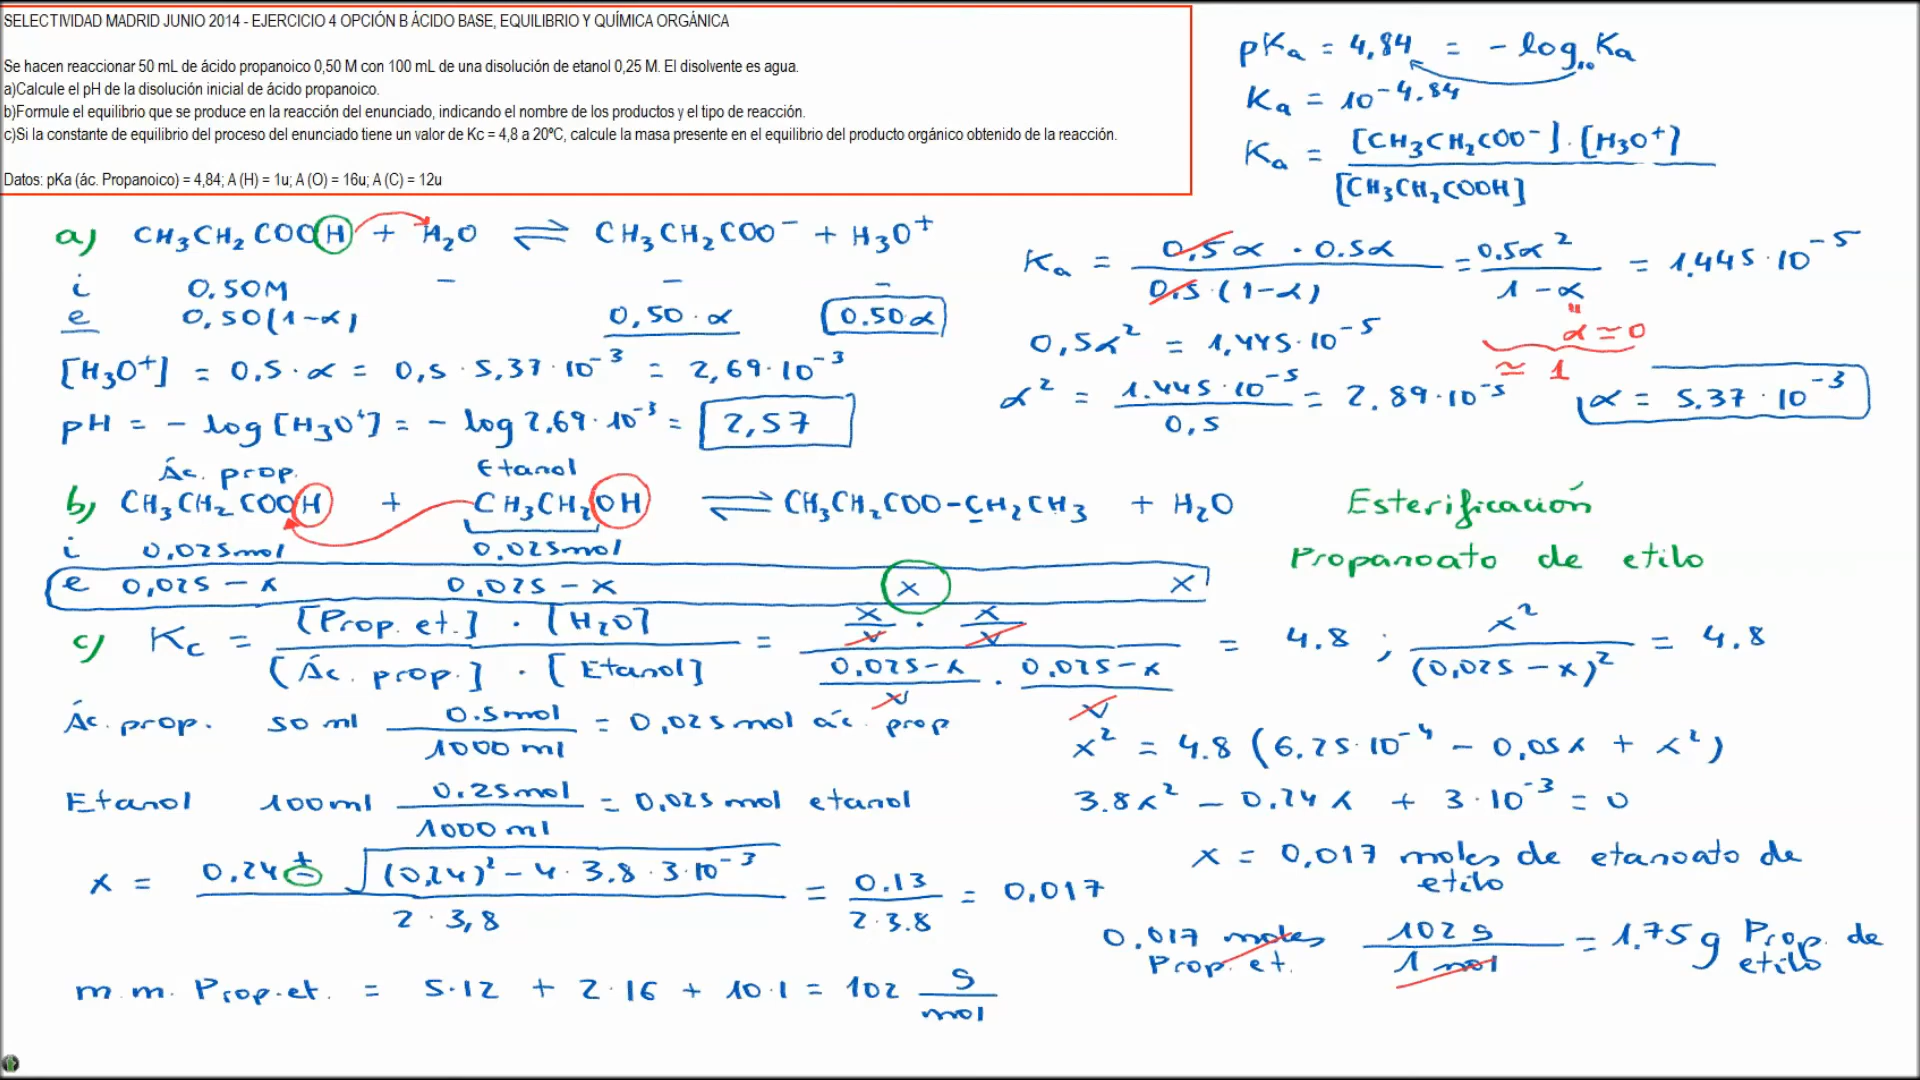 SELECTIVIDAD MADRID JUNIO 2014 - EJERCICIO 4 OPCIÓN B ÁCIDO BASE, EQUILIBRIO Y QUÍMICA ORGÁNICA
Se hacen reaccionar 50 mL de ácido propanoico 0,50 M con 100 mL de una disolución de etanol 0,25 M. El disolvente es agua.
a)Calcule el pH de la disolución inicial de ácido propanoico.
b)Formule el equilibrio que se produce en la reacción del enunciado, indicando el nombre de los productos y el tipo de reacción.
c)Si la constante de equilibrio del proceso del enunciado tiene un valor de Kc = 4,8 a 20ºC, calcule la masa presente en el equilibrio del producto orgánico obtenido de la reacción.
Datos: pKa (ác. Propanoico) = 4,84; A (H) = 1u; A (O) = 16u; A (C) = 12u
pKa = 4,84 = - log₁₀ Ka
Ka = 10^-4.84
Ka = [CH₃CH₂COO⁻] · [H₃O⁺] / [CH₃CH₂COOH]
a) CH₃CH₂COOH + H₂O ⇌ CH₃CH₂COO⁻ + H₃O⁺
i 0.50M - - -
e 0,50(1-α) 0,50·α 0.50α
[H₃O⁺] = 0.5·α = 0,5·5,37·10⁻³ = 2,69·10⁻³
pH = - log [H₃O⁺] = - log 2,69·10⁻³ = 2,57
Ka = 0,5α · 0.5α / 0.5·(1-α) = 0.5α² / 1-α = 1.445·10⁻⁵
α ≃ 0
≃ 1
0,5α² = 1,445·10⁻⁵
α² = 1.445·10⁻⁵ / 0,5 = 2.89·10⁻⁵ α = 5.37·10⁻³
Ác. prop. Etanol
b) CH₃CH₂COOH + CH₃CH₂OH ⇌ CH₃CH₂COO-CH₂CH₃ + H₂O Esterificación
i 0,025mol 0.025mol
Propanoato de etilo
e 0,025-x 0,025-x x x
c) Kc = [Prop. et.] · [H₂O] / [Ác. prop.] · [Etanol] = x/V · x/V / 0,025-x/V · 0,025-x/V = 4.8 ; x² / (0,025-x)² = 4.8
Ác. prop. 50 ml 0.5mol / 1000 ml = 0,025 mol ác. prop
x² = 4.8 (6.25·10⁻⁴ - 0,05x + x²)
Etanol 100ml 0.25mol / 1000 ml = 0,025 mol etanol
3.8x² - 0.24x + 3·10⁻³ = 0
x = 0,24 ± √(0,24)² - 4·3.8·3·10⁻³ / 2·3,8 = 0.13 / 2·3.8 = 0,017
x = 0,017 moles de etanoato de etilo
0.017 moles Prop. et. 102 g / 1 mol = 1.75 g Prop. de etilo
m.m. Prop.et. = 5·12 + 2·16 + 10·1 = 102 g / mol